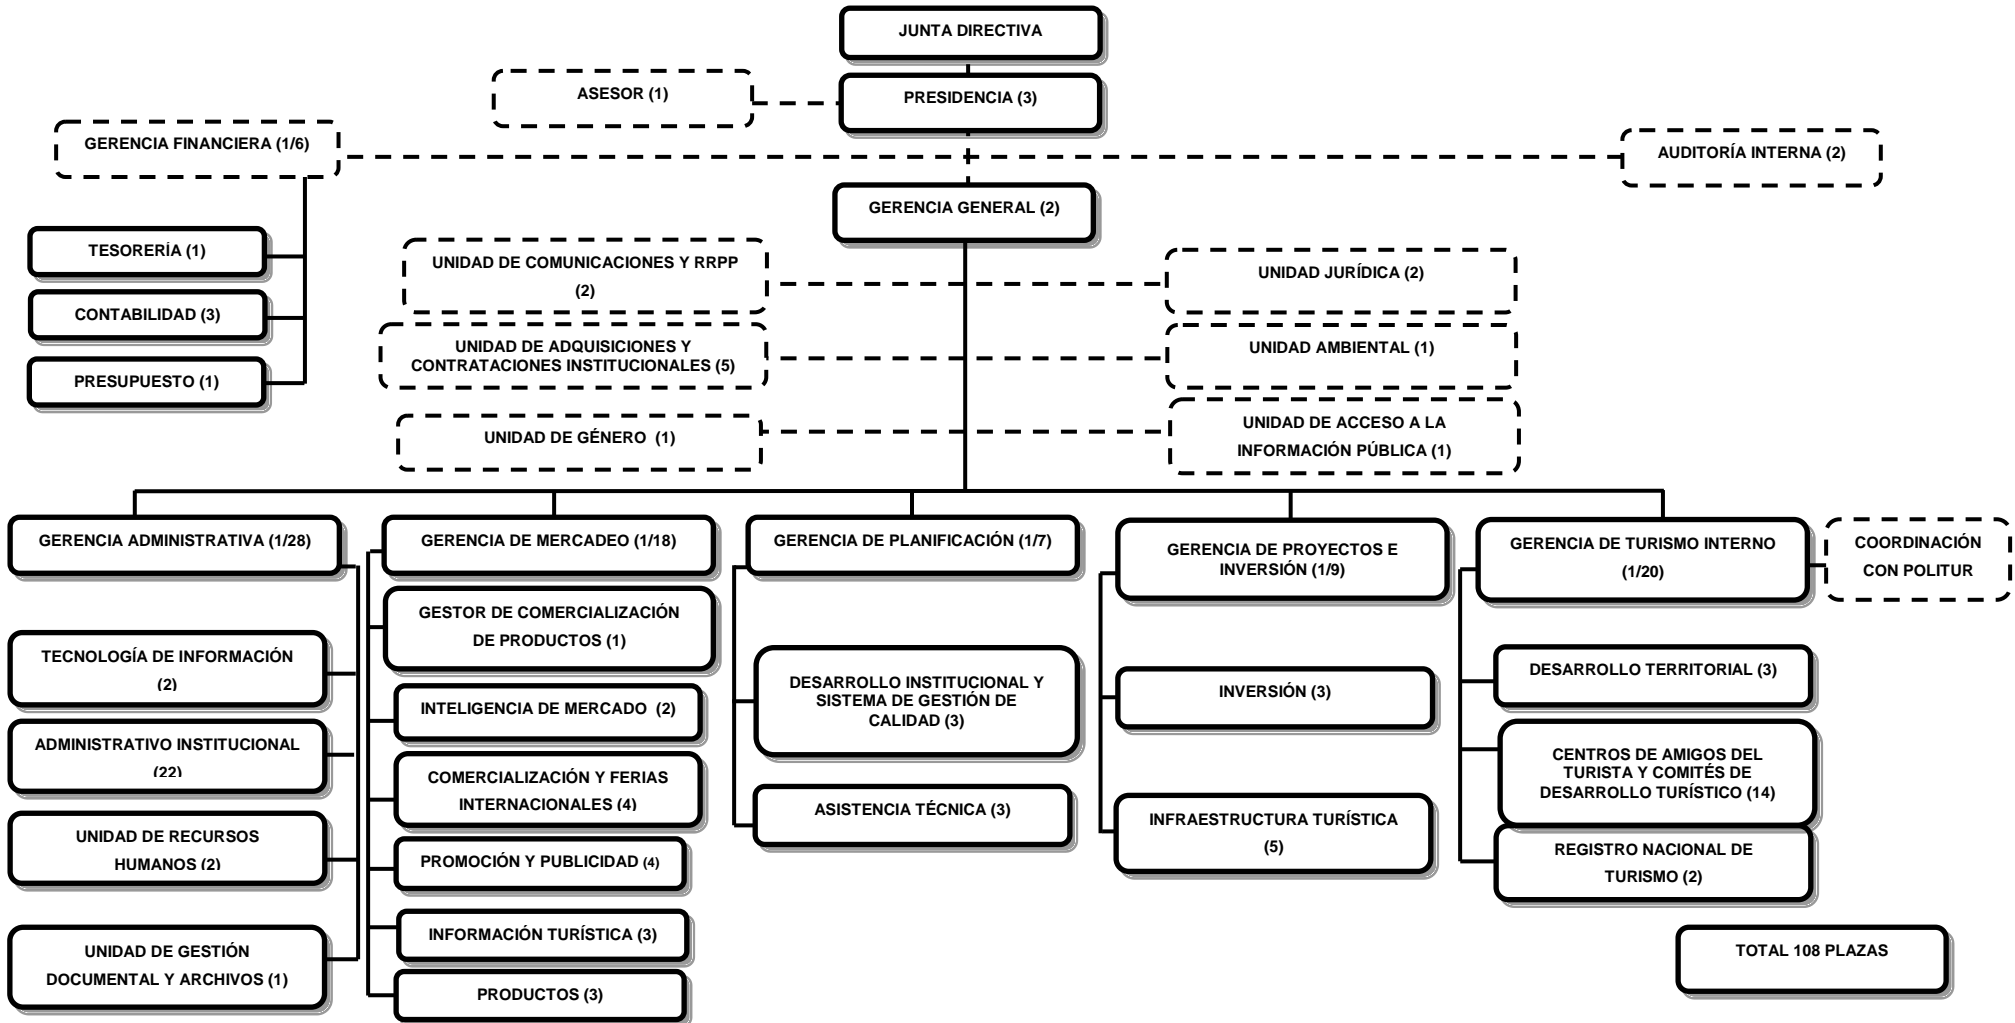 JUNTA DIRECTIVA
ASESOR (1)
PRESIDENCIA (3)
GERENCIA FINANCIERA (1/6)
AUDITORÍA INTERNA (2)
GERENCIA GENERAL (2)
TESORERÍA (1)
CONTABILIDAD (3)
PRESUPUESTO (1)
UNIDAD DE COMUNICACIONES Y RRPP
(2)
UNIDAD JURÍDICA (2)
UNIDAD DE ADQUISICIONES Y
CONTRATACIONES INSTITUCIONALES (5)
UNIDAD AMBIENTAL (1)
UNIDAD DE GÉNERO (1)
UNIDAD DE ACCESO A LA
INFORMACIÓN PÚBLICA (1)
GERENCIA ADMINISTRATIVA (1/28)
TECNOLOGÍA DE INFORMACIÓN
(2)
ADMINISTRATIVO INSTITUCIONAL
(22)
UNIDAD DE RECURSOS
HUMANOS (2)
UNIDAD DE GESTIÓN
DOCUMENTAL Y ARCHIVOS (1)
GERENCIA DE MERCADEO (1/18)
GESTOR DE COMERCIALIZACIÓN
DE PRODUCTOS (1)
INTELIGENCIA DE MERCADO (2)
COMERCIALIZACIÓN Y FERIAS
INTERNACIONALES (4)
PROMOCIÓN Y PUBLICIDAD (4)
INFORMACIÓN TURÍSTICA (3)
PRODUCTOS (3)
GERENCIA DE PLANIFICACIÓN (1/7)
DESARROLLO INSTITUCIONAL Y
SISTEMA DE GESTIÓN DE
CALIDAD (3)
ASISTENCIA TÉCNICA (3)
GERENCIA DE PROYECTOS E
INVERSIÓN (1/9)
INVERSIÓN (3)
INFRAESTRUCTURA TURÍSTICA
(5)
GERENCIA DE TURISMO INTERNO
(1/20)
COORDINACIÓN
CON POLITUR
DESARROLLO TERRITORIAL (3)
CENTROS DE AMIGOS DEL
TURISTA Y COMITÉS DE
DESARROLLO TURÍSTICO (14)
REGISTRO NACIONAL DE
TURISMO (2)
TOTAL 108 PLAZAS